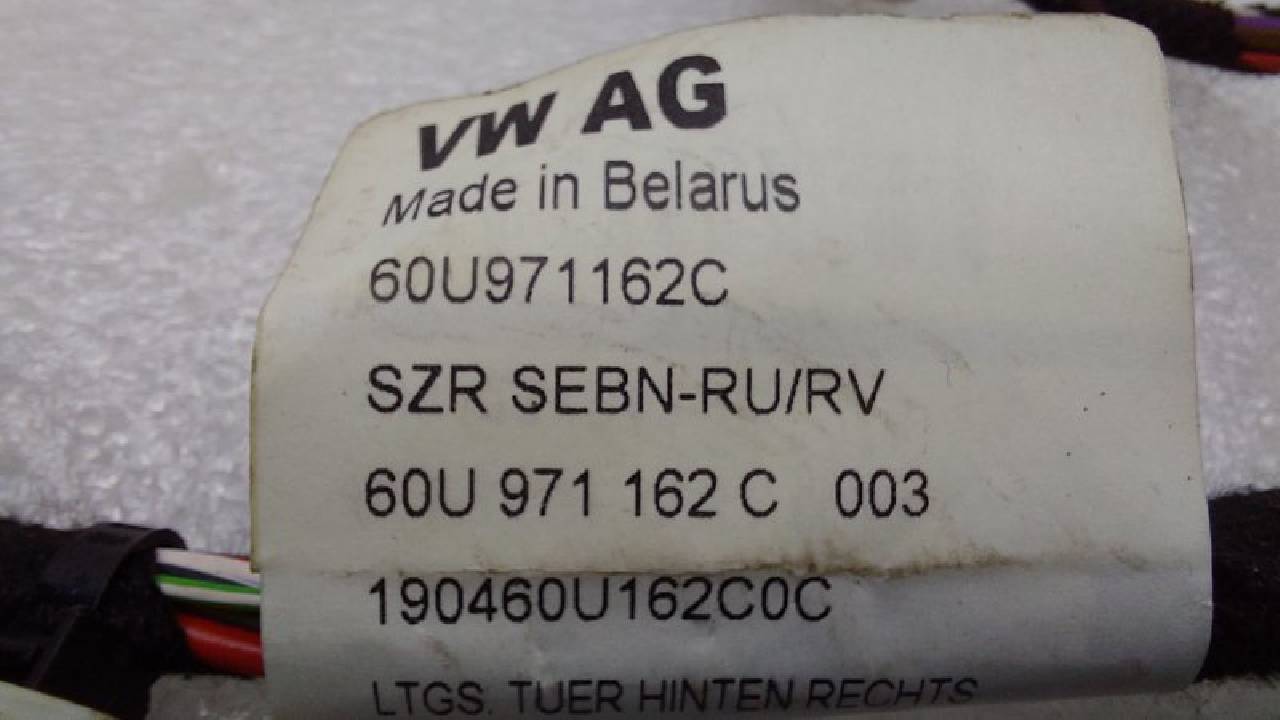 VW AG
Made in Belarus
60U971162C
SZR SEBN-RU/RV
60U 971 162 C 003
190460U162C0C
LTGS. TUER HINTEN RECHTS